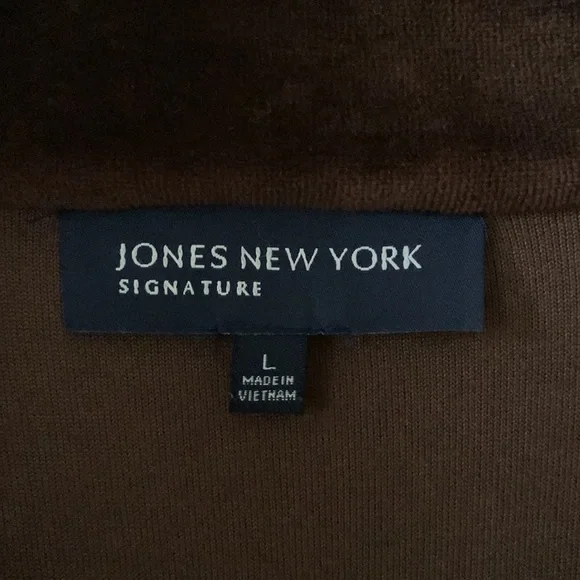 JONES NEW YORK
SIGNATURE
L
MADE IN
VIETNAM